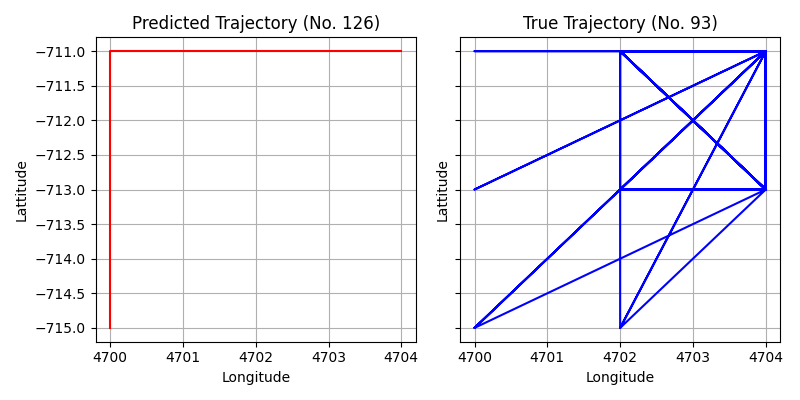 Predicted Trajectory (No. 126)
True Trajectory (No. 93)
Lattitude
−711.0
−711.5
−712.0
−712.5
−713.0
−713.5
−714.0
−714.5
−715.0
4700 4701 4702 4703 4704
Longitude
Lattitude
4700 4701 4702 4703 4704
Longitude